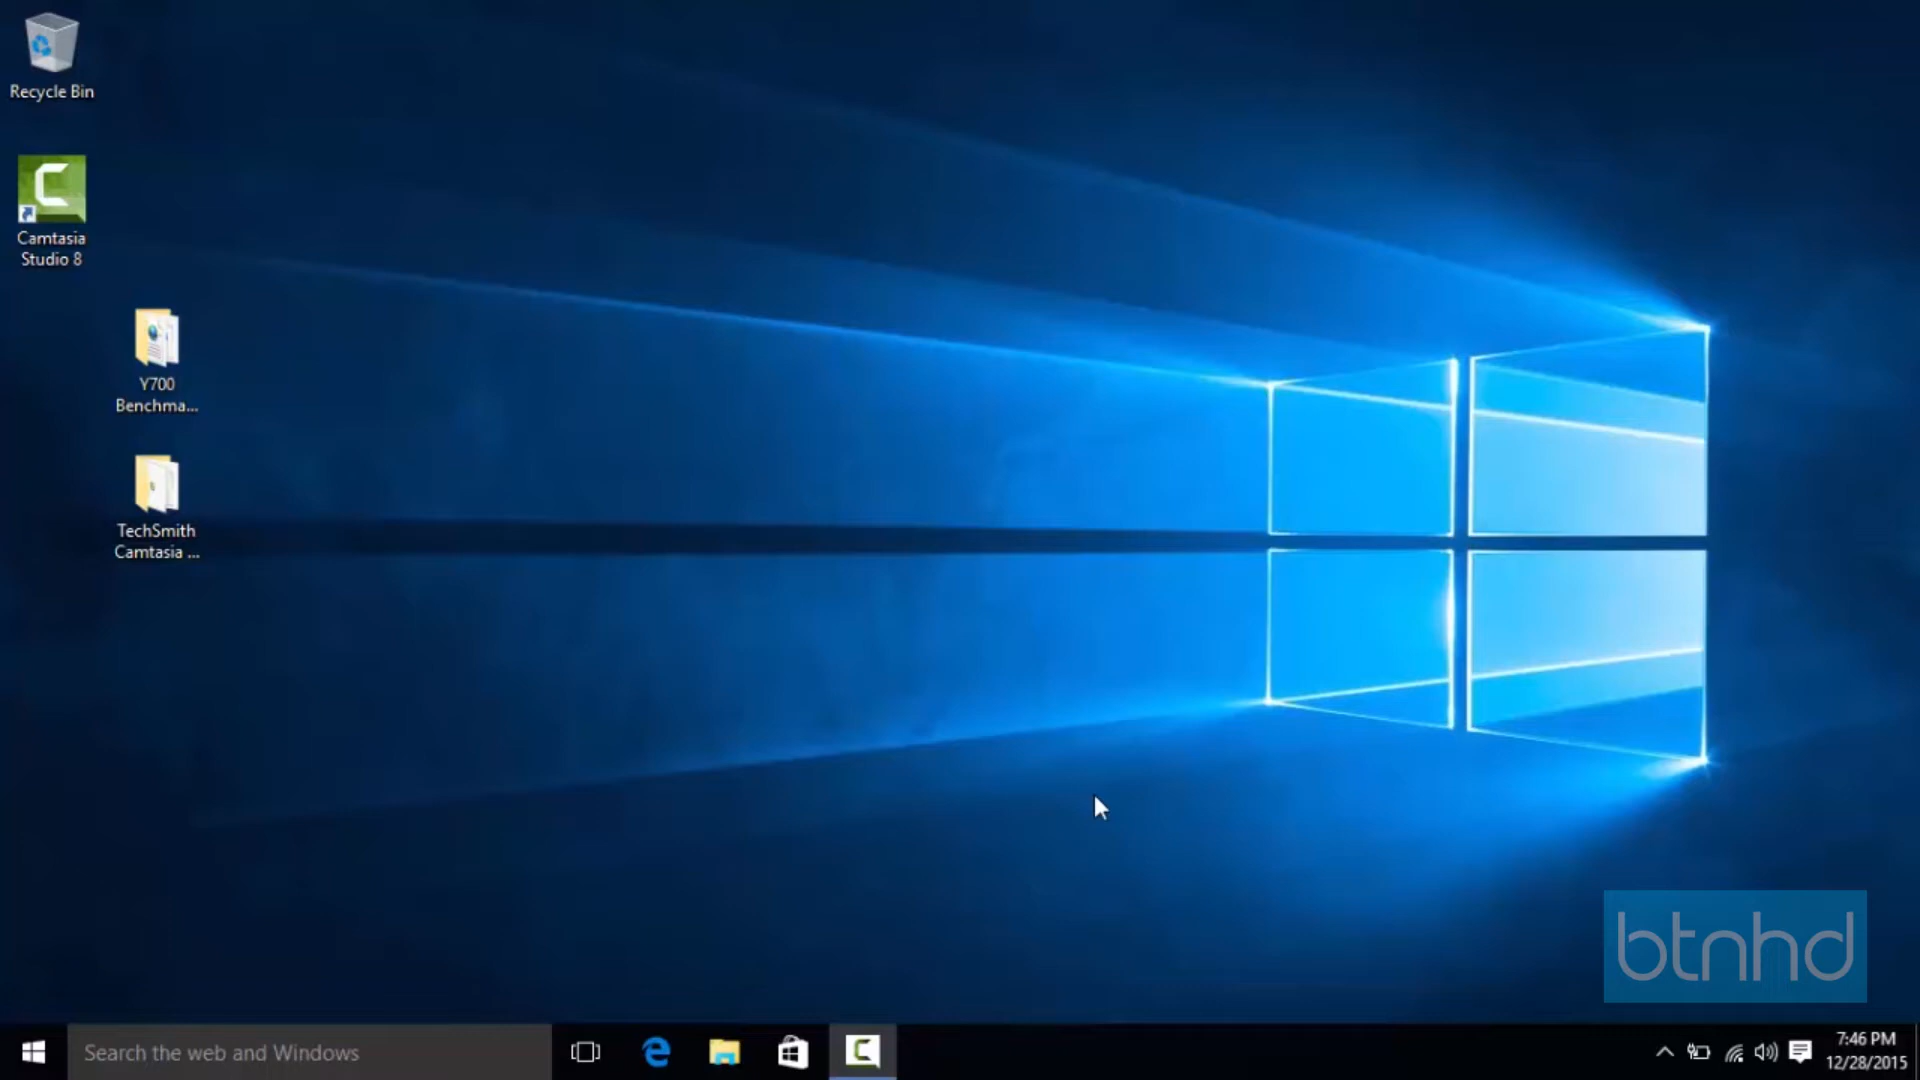 Recycle Bin
Camtasia
Studio 8
Y700
Benchma...
TechSmith
Camtasia ...
btnhd
Search the web and Windows
7:46 PM
12/28/2015